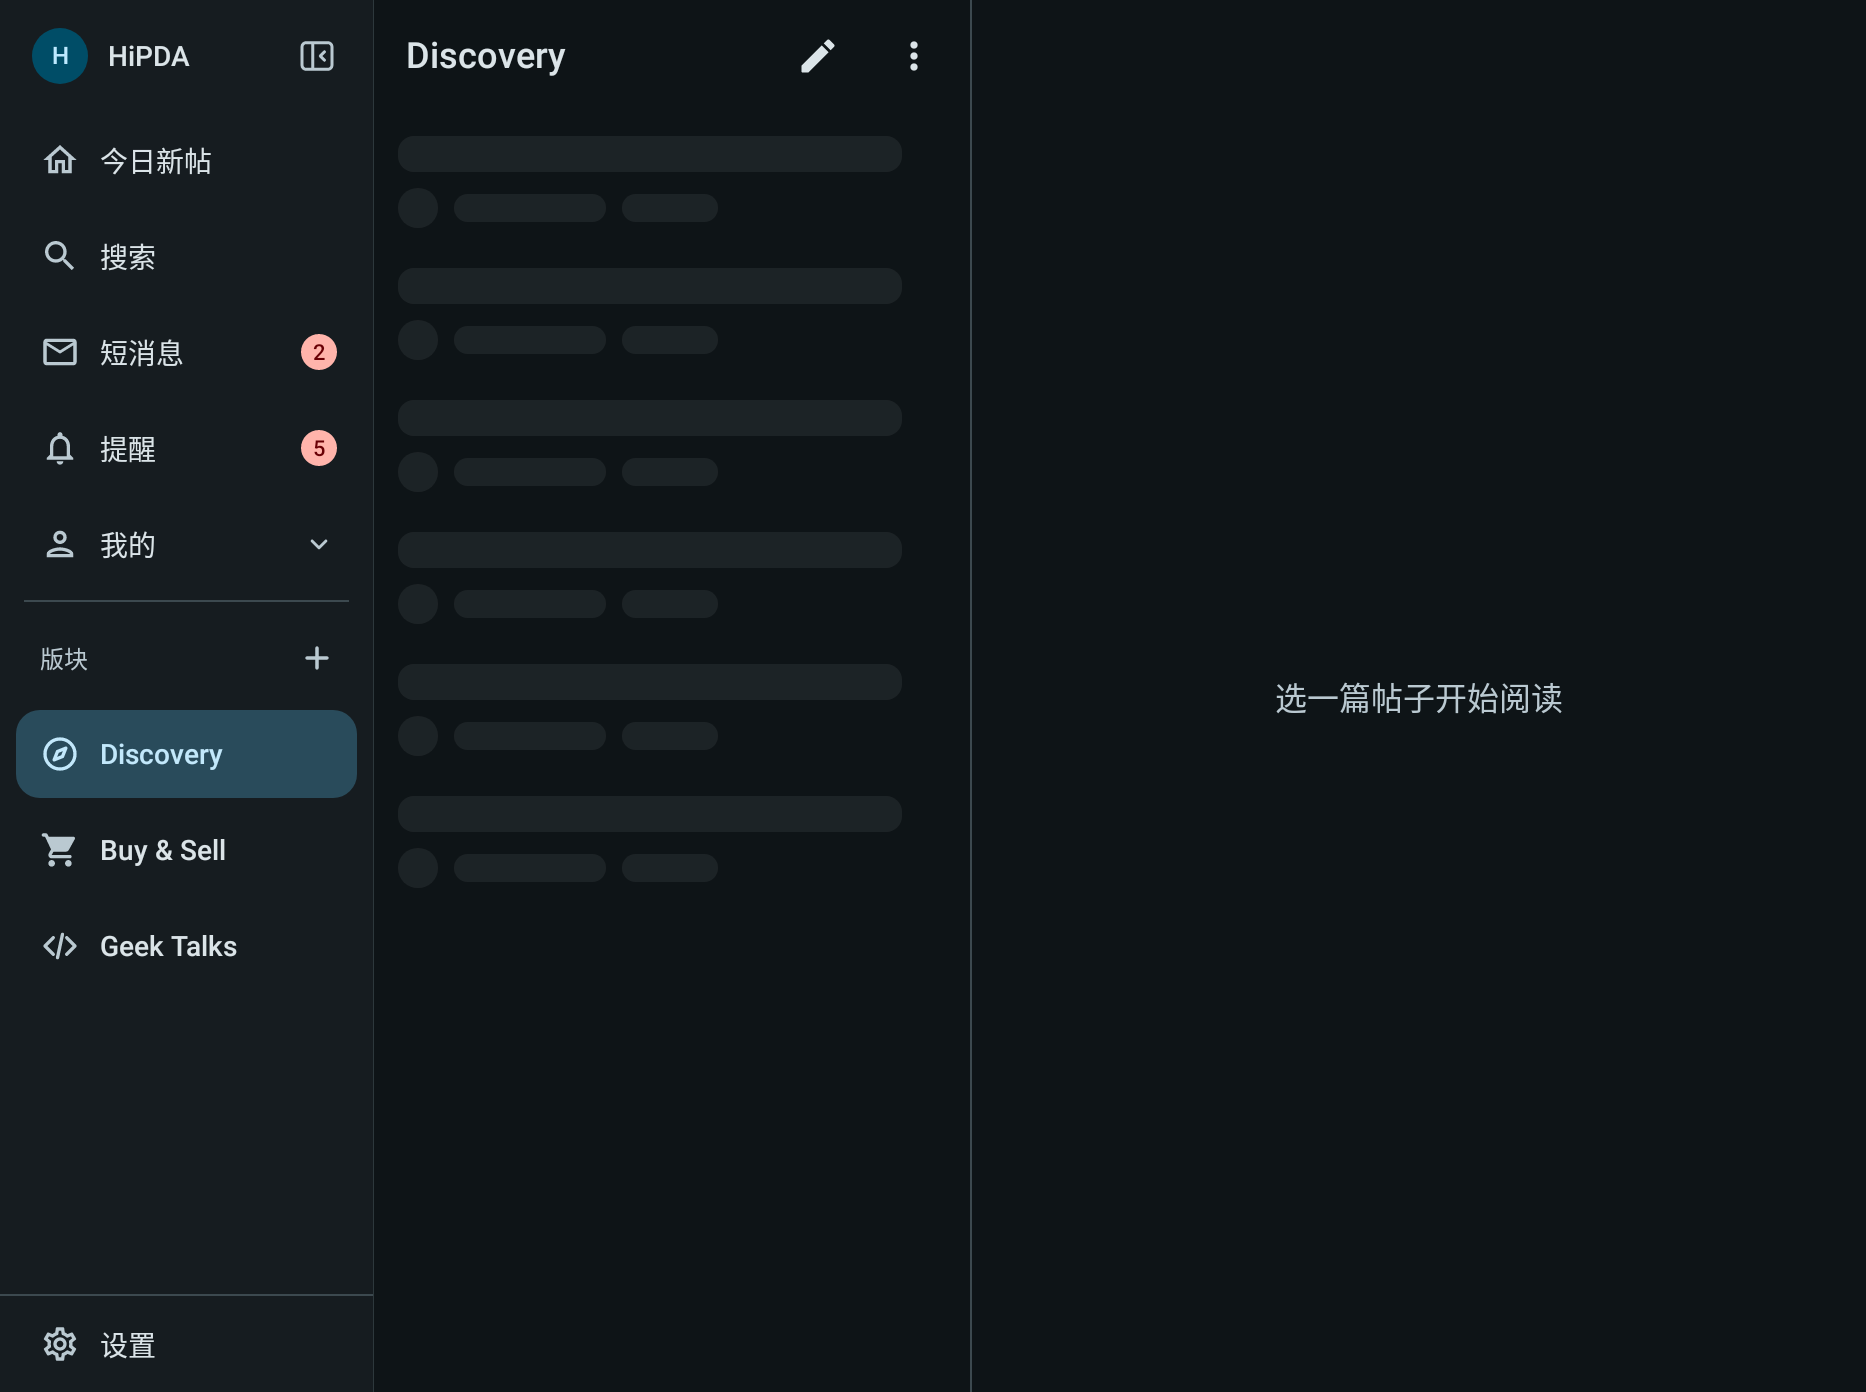 H
HiPDA
今日新帖
搜索
短消息
2
提醒
5
我的
版块
Discovery
Buy & Sell
Geek Talks
设置
Discovery
选一篇帖子开始阅读